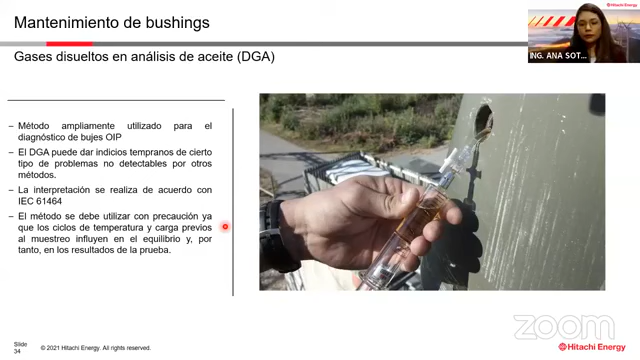 Mantenimiento de bushings
Hitachi Energy
Gases disueltos en análisis de aceite (DGA)
ING. ANA SOT...
– Método ampliamente utilizado para el
diagnóstico de bujes OIP
– El DGA puede dar indicios tempranos de cierto
tipo de problemas no detectables por otros
métodos.
– La interpretación se realiza de acuerdo con
IEC 61464
– El método se debe utilizar con precaución ya
que los ciclos de temperatura y carga previos
al muestreo influyen en el equilibrio y, por
tanto, en los resultados de la prueba.
zoom
Slide
34
© 2021 Hitachi Energy. All rights reserved.
Hitachi Energy